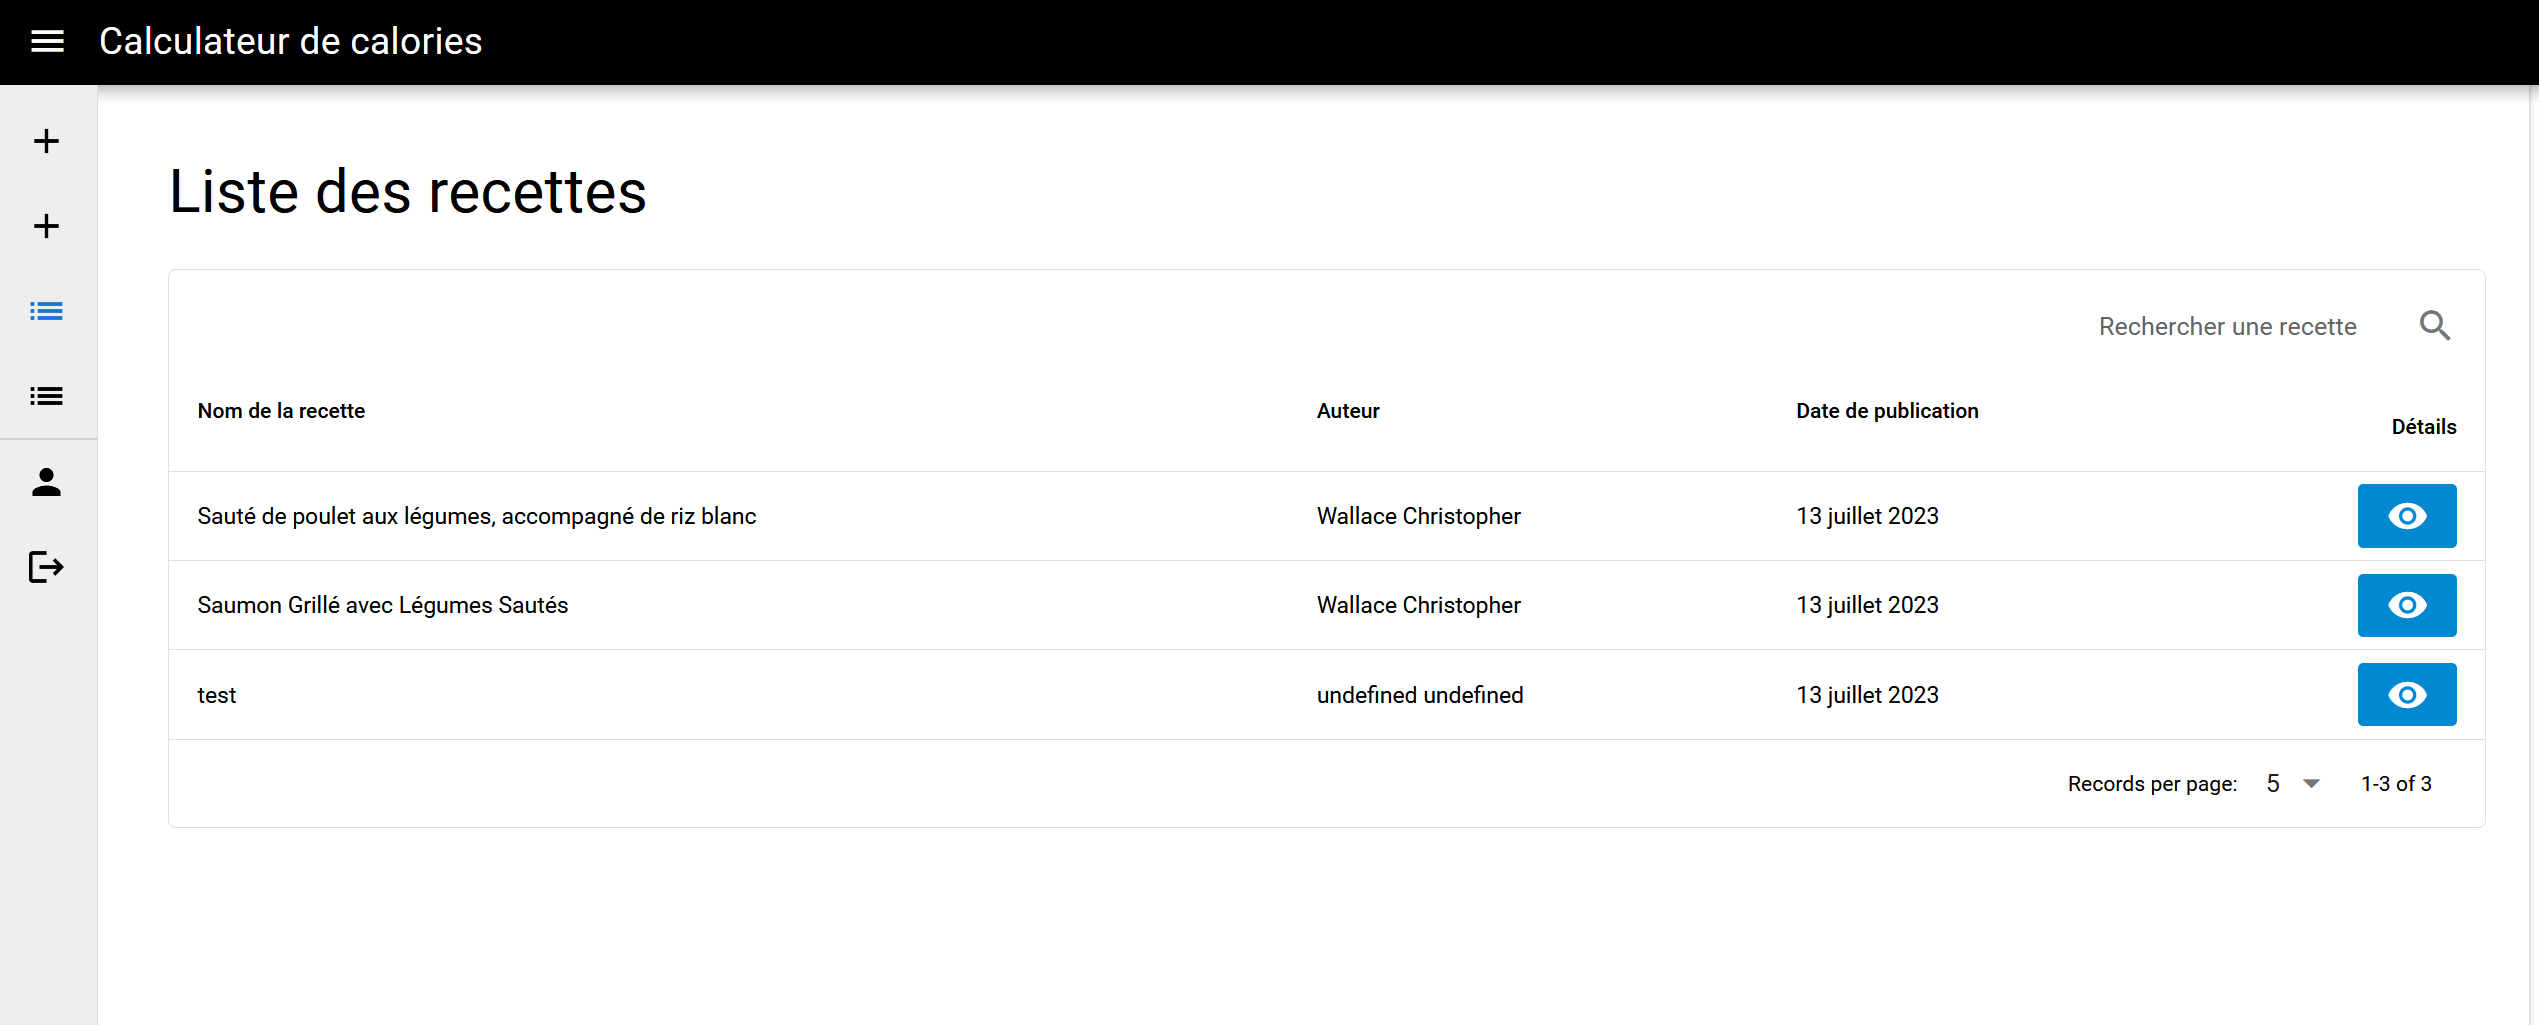 Calculateur de calories
Liste des recettes
Rechercher une recette
Nom de la recette Auteur Date de publication Détails
Sauté de poulet aux légumes, accompagné de riz blanc Wallace Christopher 13 juillet 2023
Saumon Grillé avec Légumes Sautés Wallace Christopher 13 juillet 2023
test undefined undefined 13 juillet 2023
Records per page: 5 1-3 of 3